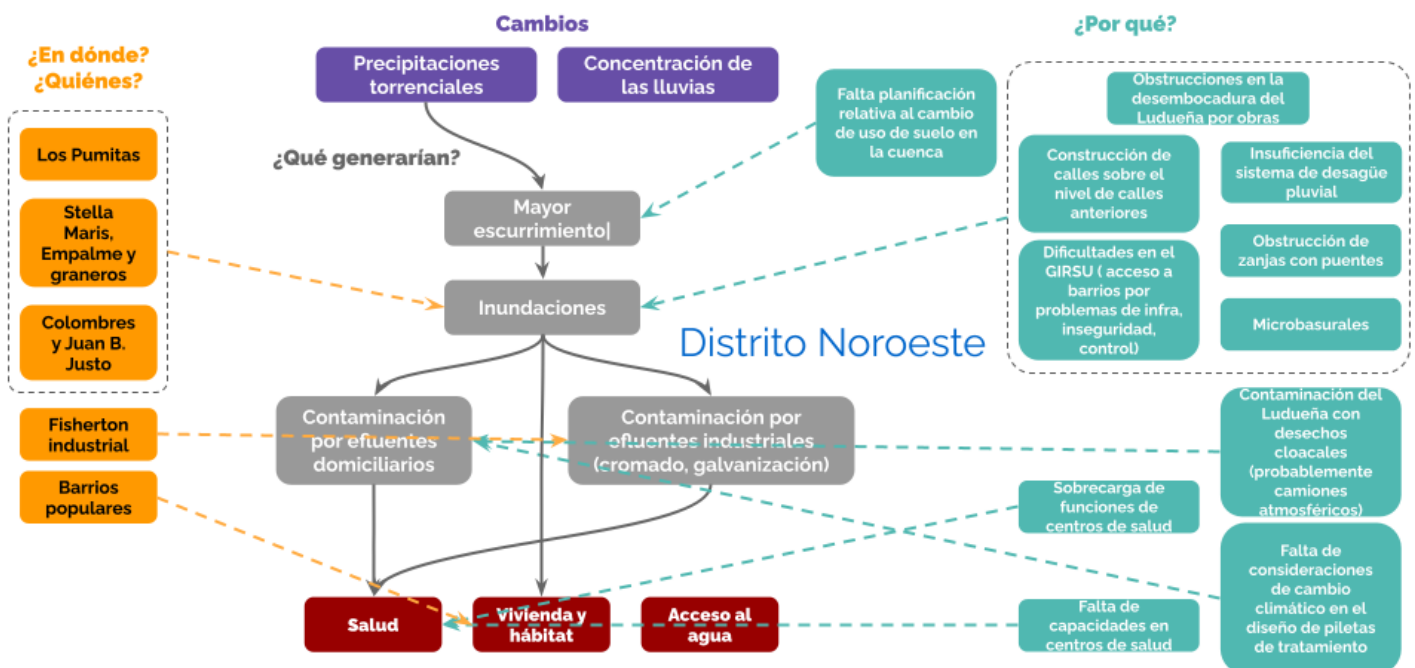 Cambios
¿Por qué?
¿En dónde?
¿Quiénes?
Precipitaciones
torrenciales
Concentración de
las lluvias
Los Pumitas
Stella
Maris,
Empalme y
graneros
Colombres
y Juan B.
Justo
Fisherton
industrial
Barrios
populares
¿Qué generarían?
Mayor
escurrimiento|
Inundaciones
Distrito Noroeste
Contaminación
por efluentes
domiciliarios
Contaminación por
efluentes industriales
(cromado, galvanización)
Salud
Vivienda y
hábitat
Acceso al
agua
Falta planificación
relativa al cambio
de uso de suelo en
la cuenca
Obstrucciones en la
desembocadura del
Ludueña por obras
Construcción de
calles sobre el
nivel de calles
anteriores
Insuficiencia del
sistema de desagüe
pluvial
Dificultades en el
GIRSU ( acceso a
barrios por
problemas de infra,
inseguridad,
control)
Obstrucción de
zanjas con puentes
Microbasurales
Contaminación del
Ludueña con
desechos
cloacales
(probablemente
camiones
atmosféricos)
Sobrecarga de
funciones de
centros de salud
Falta de
consideraciones
de cambio
climático en el
diseño de piletas
de tratamiento
Falta de
capacidades en
centros de salud